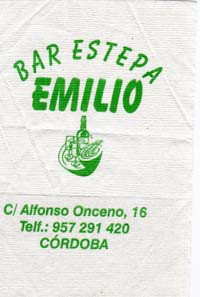 BAR ESTEPA
EMILIO
C/ Alfonso Onceno, 16
Telf.: 957 291 420
CÓRDOBA